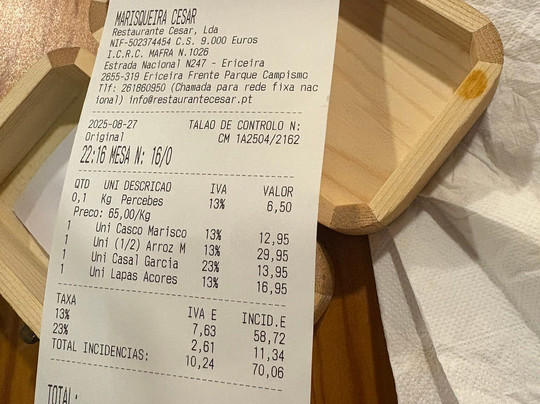 MARISQUEIRA CESAR
Restaurante Cesar, Lda
NIF-502374454 C.S. 9.000 Euros
I.C.R.C. MAFRA N.1026
Estrada Nacional N247 - Ericeira
2655-319 Ericeira Frente Parque Campismo
Tlf: 261860950 (Chamada para rede fixa nac
ional) info@restaurantecesar.pt
2025-08-27 TALAO DE CONTROLO N:
Original CM 1A2504/2162
22:16 MESA N: 16/0
QTD UNI DESCRICAO IVA VALOR
0,1 Kg Percebes 13% 6,50
Preco: 65,00/Kg
1 Uni Casco Marisco 13% 12,95
1 Uni (1/2) Arroz M 13% 29,95
1 Uni Casal Garcia 23% 13,95
1 Uni Lapas Acores 13% 16,95
TAXA IVA E INCID.E
13% 7,63 58,72
23% 2,61 11,34
TOTAL INCIDENCIAS: 10,24 70,06
TOTAL: